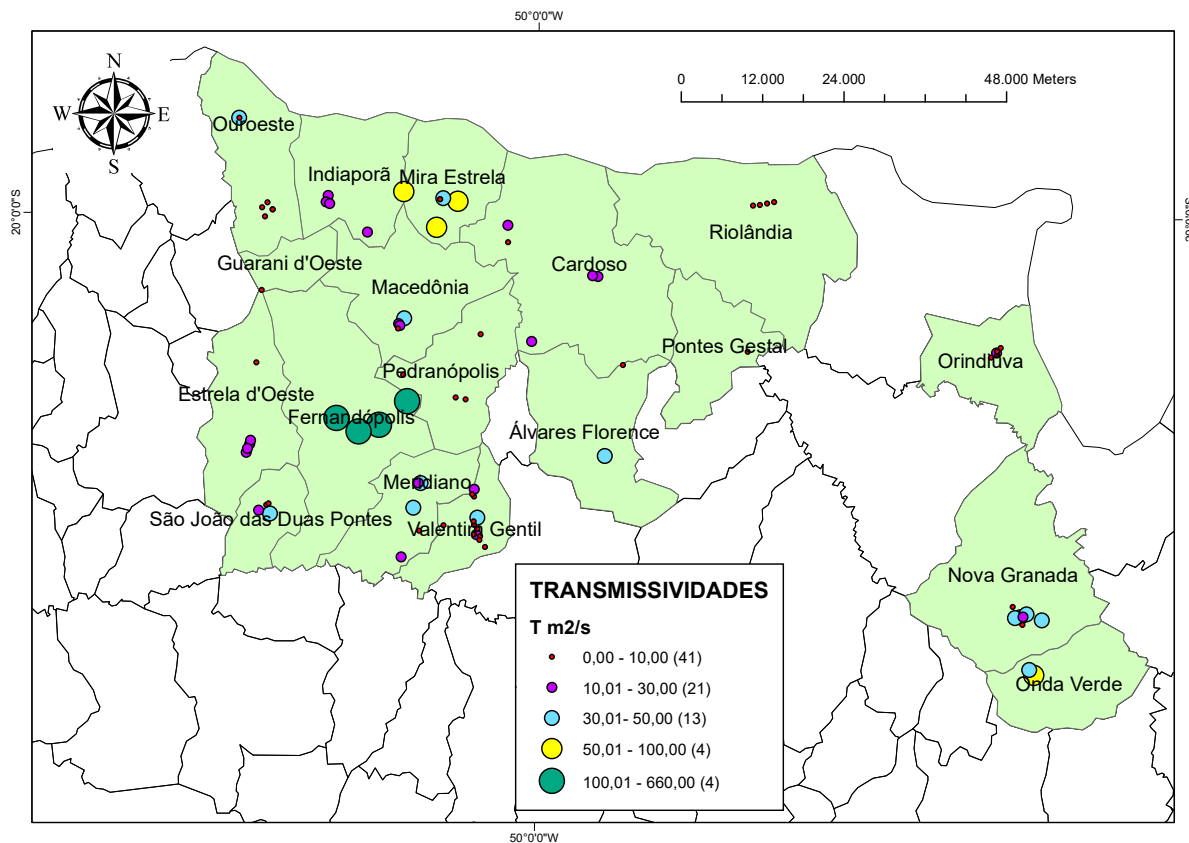 50°0'0"W
N
W
E
S
0
12.000
24.000
48.000 Meters
20°0'0"S
Ouroeste
Indiaporã
Mira Estrela
Riolândia
Guarani d'Oeste
Cardoso
Macedônia
Pontes Gestal
Orindiúva
Pedranópolis
Estrela d'Oeste
Fernandópolis
Álvares Florence
Meridiano
São João das Duas Pontes
Valentim Gentil
Nova Granada
Onda Verde
TRANSMISSIVIDADES
T m2/s
0,00 - 10,00 (41)
10,01 - 30,00 (21)
30,01- 50,00 (13)
50,01 - 100,00 (4)
100,01 - 660,00 (4)
50°0'0"W